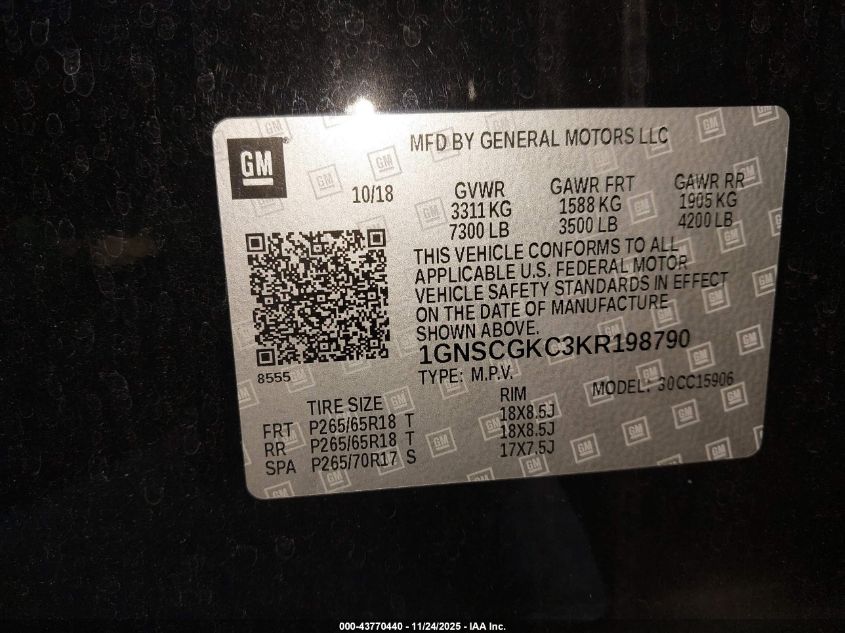 GM
MFD BY GENERAL MOTORS LLC
10/18
GVWR GAWR FRT GAWR RR
3311 KG 1588 KG 1905 KG
7300 LB 3500 LB 4200 LB
THIS VEHICLE CONFORMS TO ALL
APPLICABLE U.S. FEDERAL MOTOR
VEHICLE SAFETY STANDARDS IN EFFECT
ON THE DATE OF MANUFACTURE
SHOWN ABOVE.
8555
1GNSCGKC3KR198790
TYPE: M.P.V. MODEL: 30CC15906
TIRE SIZE RIM
FRT P265/65R18 T 18X8.5J
RR P265/65R18 T 18X8.5J
SPA P265/70R17 S 17X7.5J
000-43770440 - 11/24/2025 - IAA Inc.